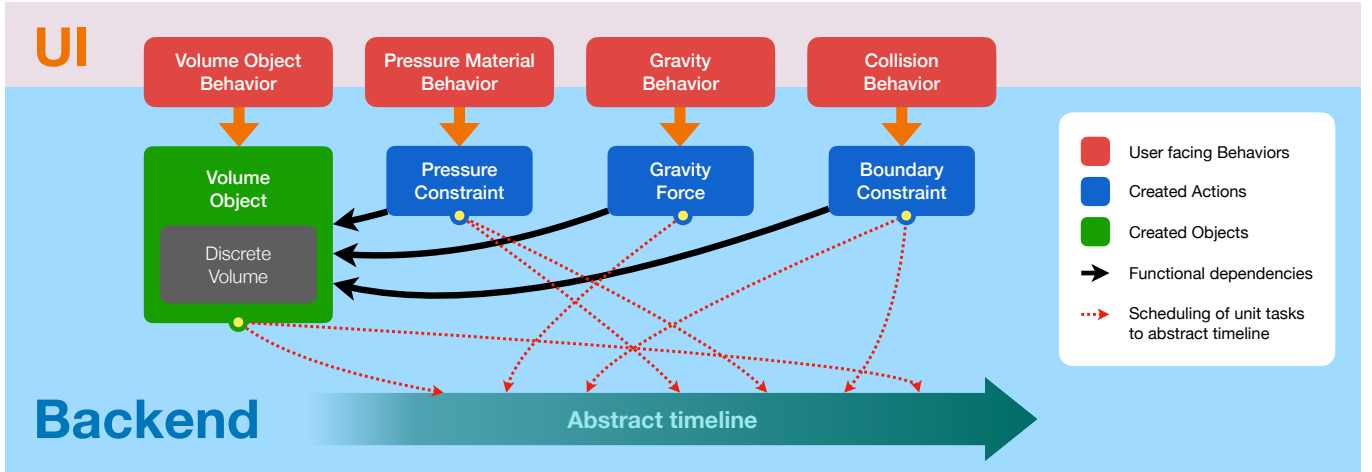 UI
Volume Object
Behavior
Pressure Material
Behavior
Gravity
Behavior
Collision
Behavior
Volume
Object
Discrete
Volume
Pressure
Constraint
Gravity
Force
Boundary
Constraint
User facing Behaviors
Created Actions
Created Objects
Functional dependencies
Scheduling of unit tasks
to abstract timeline
Backend
Abstract timeline